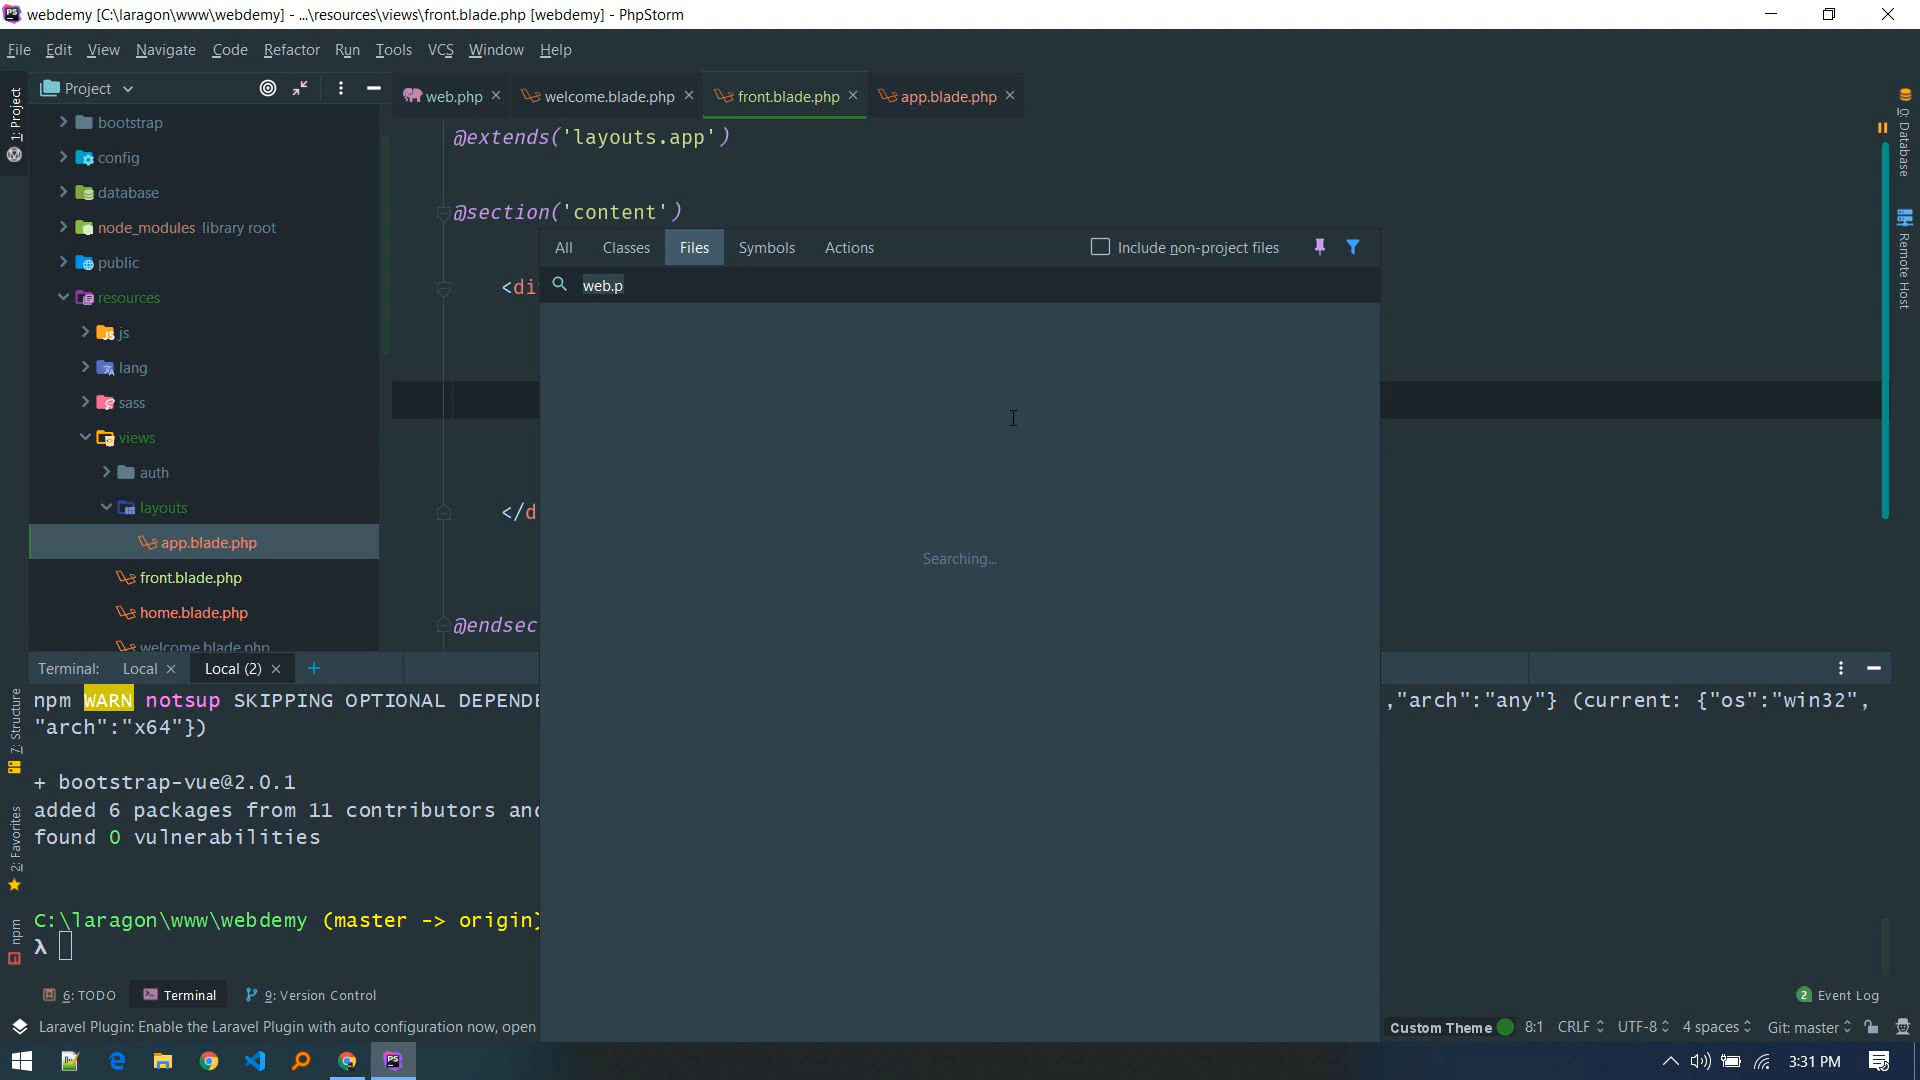 webdemy [C:\laragon\www\webdemy] - ...\resources\views\front.blade.php [webdemy] - PhpStorm
File Edit View Navigate Code Refactor Run Tools VCS Window Help
1: Project
Project
web.php
welcome.blade.php
front.blade.php
app.blade.php
bootstrap
config
database
node_modules library root
public
resources
js
lang
sass
views
auth
layouts
app.blade.php
front.blade.php
home.blade.php
welcome.blade.php
@extends('layouts.app')
@section('content')
<di
</d
@endsec
All Classes Files Symbols Actions Include non-project files
web.p
Searching...
0: Database
Remote Host
7: Structure
2: Favorites
npm
Terminal: Local Local (2) +
npm WARN notsup SKIPPING OPTIONAL DEPENDE ,"arch":"any"} (current: {"os":"win32",
"arch":"x64"})
+ bootstrap-vue@2.0.1
added 6 packages from 11 contributors and
found 0 vulnerabilities
C:\laragon\www\webdemy (master -> origin)
λ
6: TODO Terminal 9: Version Control 2 Event Log
Laravel Plugin: Enable the Laravel Plugin with auto configuration now, open Custom Theme 8:1 CRLF UTF-8 4 spaces Git: master
3:31 PM